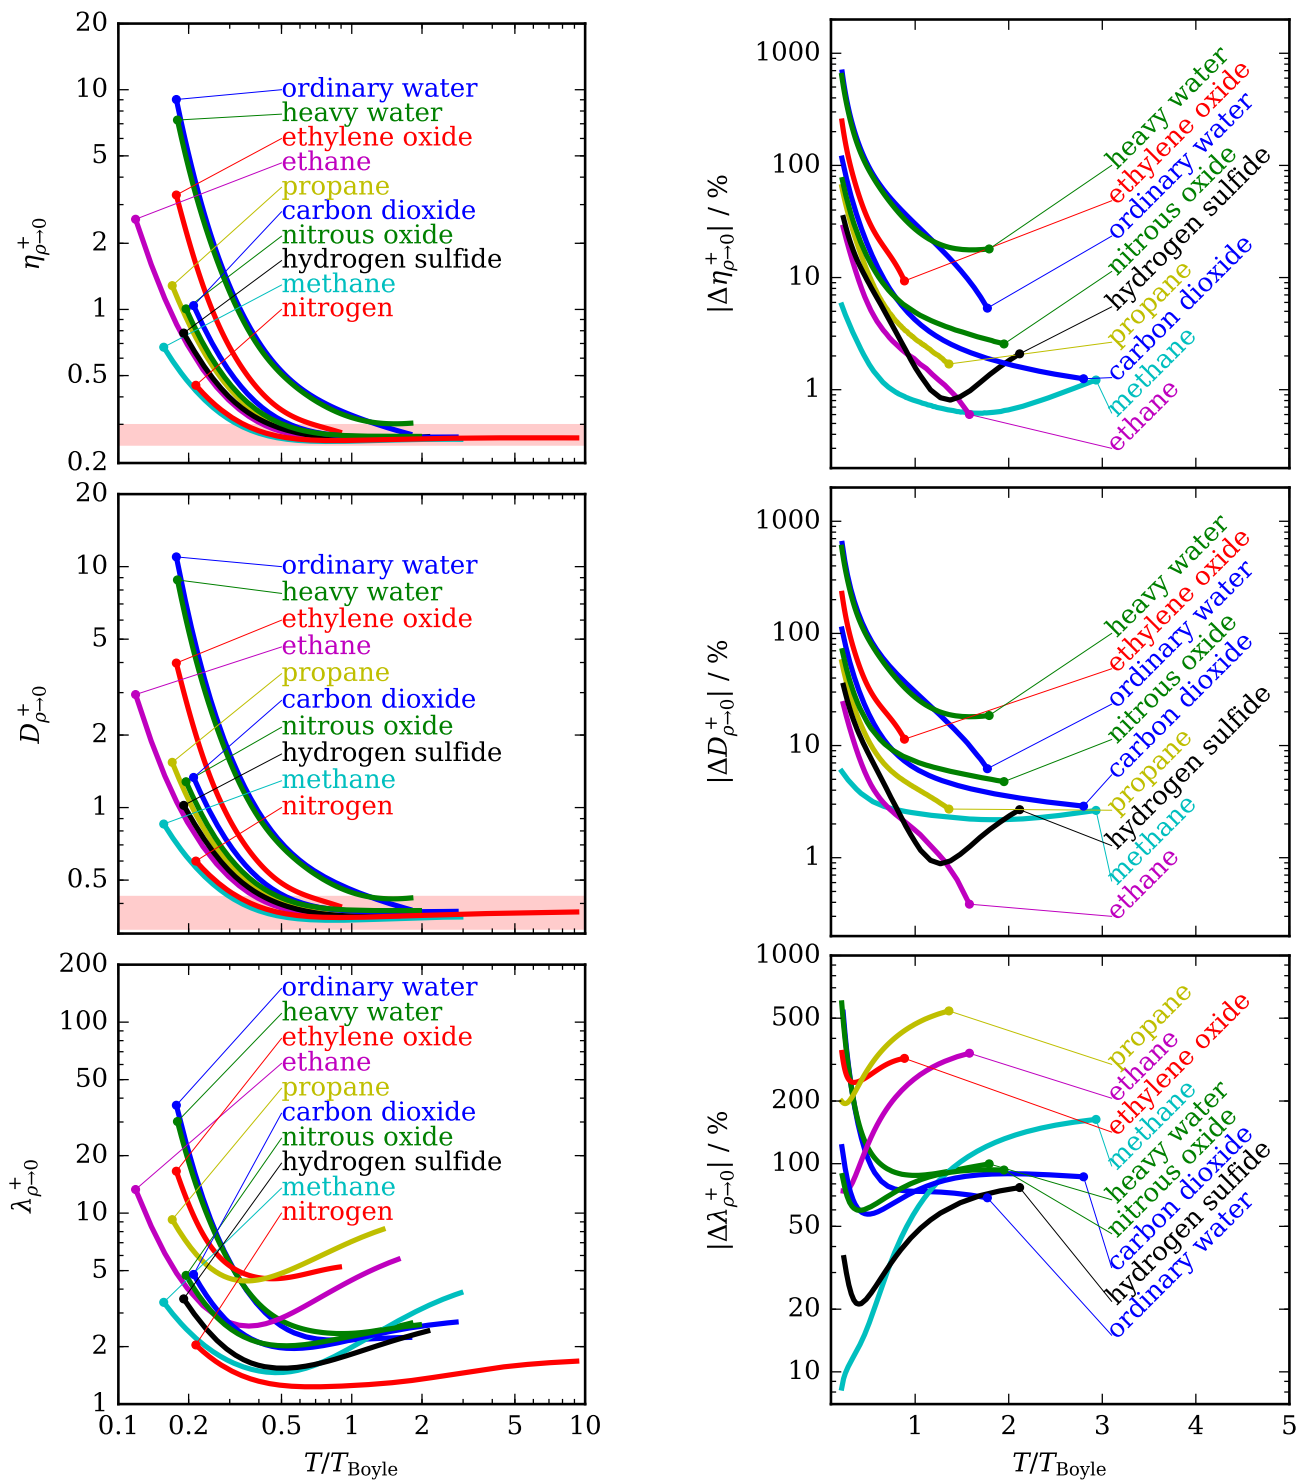 20
10
5
2
1
0.5
0.2
η⁺ρ→0
ordinary water
heavy water
ethylene oxide
ethane
propane
carbon dioxide
nitrous oxide
hydrogen sulfide
methane
nitrogen
1000
100
10
1
|Δη⁺ρ→0| / %
heavy water
ethylene oxide
ordinary water
nitrous oxide
hydrogen sulfide
propane
carbon dioxide
methane
ethane
20
10
5
2
1
0.5
D⁺ρ→0
ordinary water
heavy water
ethylene oxide
ethane
propane
carbon dioxide
nitrous oxide
hydrogen sulfide
methane
nitrogen
1000
100
10
1
|ΔD⁺ρ→0| / %
heavy water
ethylene oxide
ordinary water
nitrous oxide
carbon dioxide
hydrogen sulfide
propane
methane
ethane
200
100
50
20
10
5
2
1
λ⁺ρ→0
ordinary water
heavy water
ethylene oxide
ethane
propane
carbon dioxide
nitrous oxide
hydrogen sulfide
methane
nitrogen
0.1 0.2 0.5 1 2 5 10
T/TBoyle
1000
500
200
100
50
20
10
|Δλ⁺ρ→0| / %
propane
ethane
ethylene oxide
methane
heavy water
nitrous oxide
carbon dioxide
hydrogen sulfide
ordinary water
1 2 3 4 5
T/TBoyle